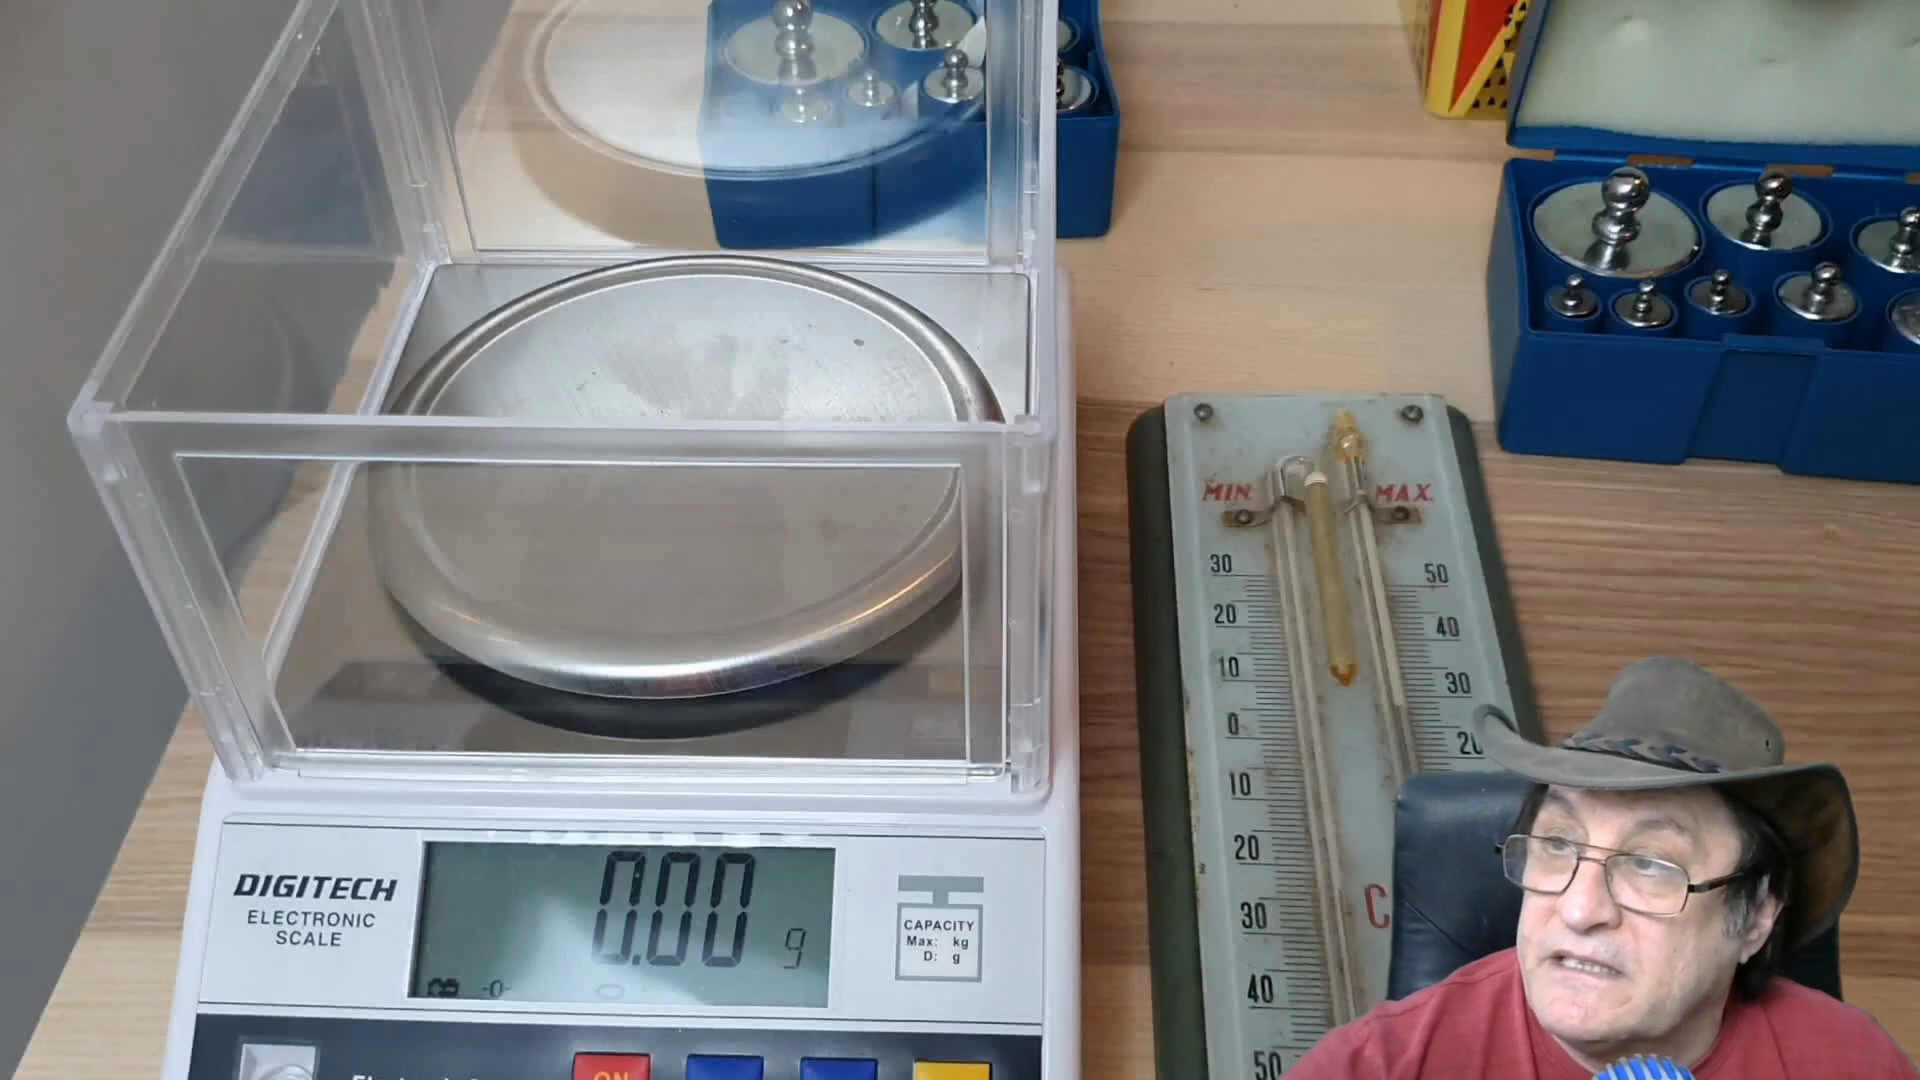 MIN. MAX.
30 50
20 40
10 30
0
10
20
30
C
40
50
DIGITECH
ELECTRONIC
SCALE
0.00 g
-0-
CAPACITY
Max: kg
D: g
ON